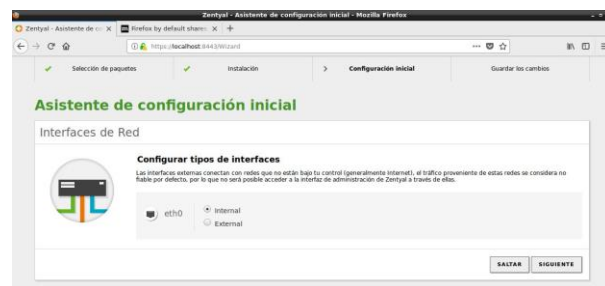 Zentyal - Asistente de configuración inicial - Mozilla Firefox
Zentyal - Asistente de co
Firefox by default shares
https://localhost:8443/Wizard
Selección de paquetes
Instalación
Configuración inicial
Guardar los cambios
Asistente de configuración inicial
Interfaces de Red
Configurar tipos de interfaces
Las interfaces externas conectan con redes que no están bajo tu control (generalmente Internet), el tráfico proveniente de estas redes se considera no
fiable por defecto, por lo que no será posible acceder a la interfaz de administración de Zentyal a través de ellas.
eth0
Internal
External
SALTAR
SIGUIENTE